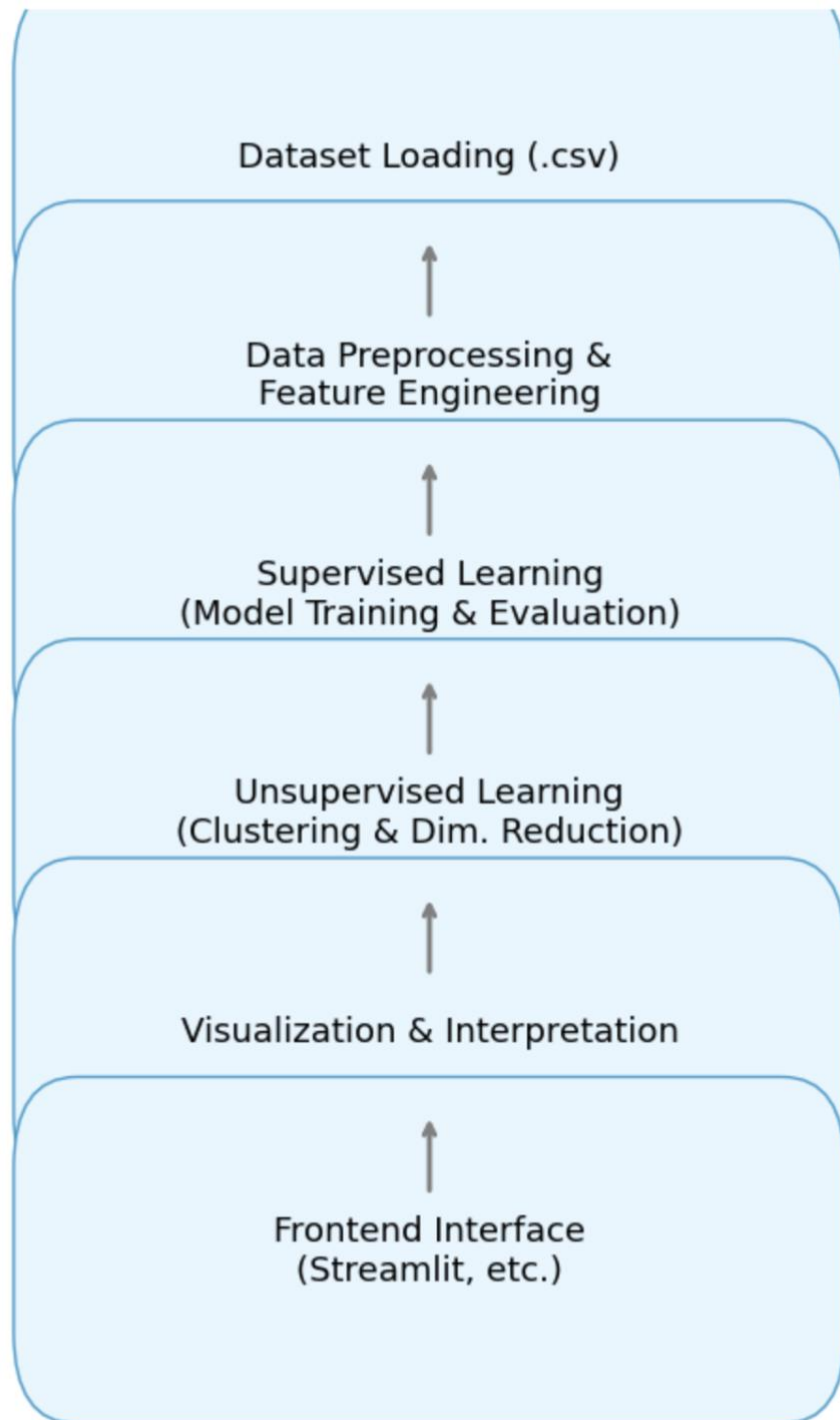 Dataset Loading (.csv)
Data Preprocessing &
Feature Engineering
Supervised Learning
(Model Training & Evaluation)
Unsupervised Learning
(Clustering & Dim. Reduction)
Visualization & Interpretation
Frontend Interface
(Streamlit, etc.)